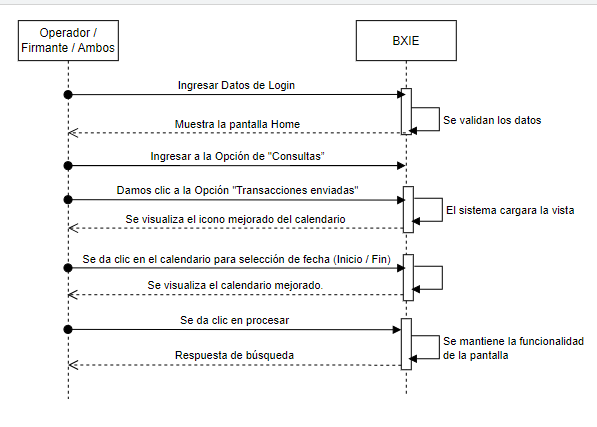 Operador /
Firmante / Ambos
BXIE
Ingresar Datos de Login
Se validan los datos
Muestra la pantalla Home
Ingresar a la Opción de "Consultas"
Damos clic a la Opción "Transacciones enviadas"
El sistema cargara la vista
Se visualiza el icono mejorado del calendario
Se da clic en el calendario para selección de fecha (Inicio / Fin)
Se visualiza el calendario mejorado.
Se da clic en procesar
Se mantiene la funcionalidad
de la pantalla
Respuesta de búsqueda